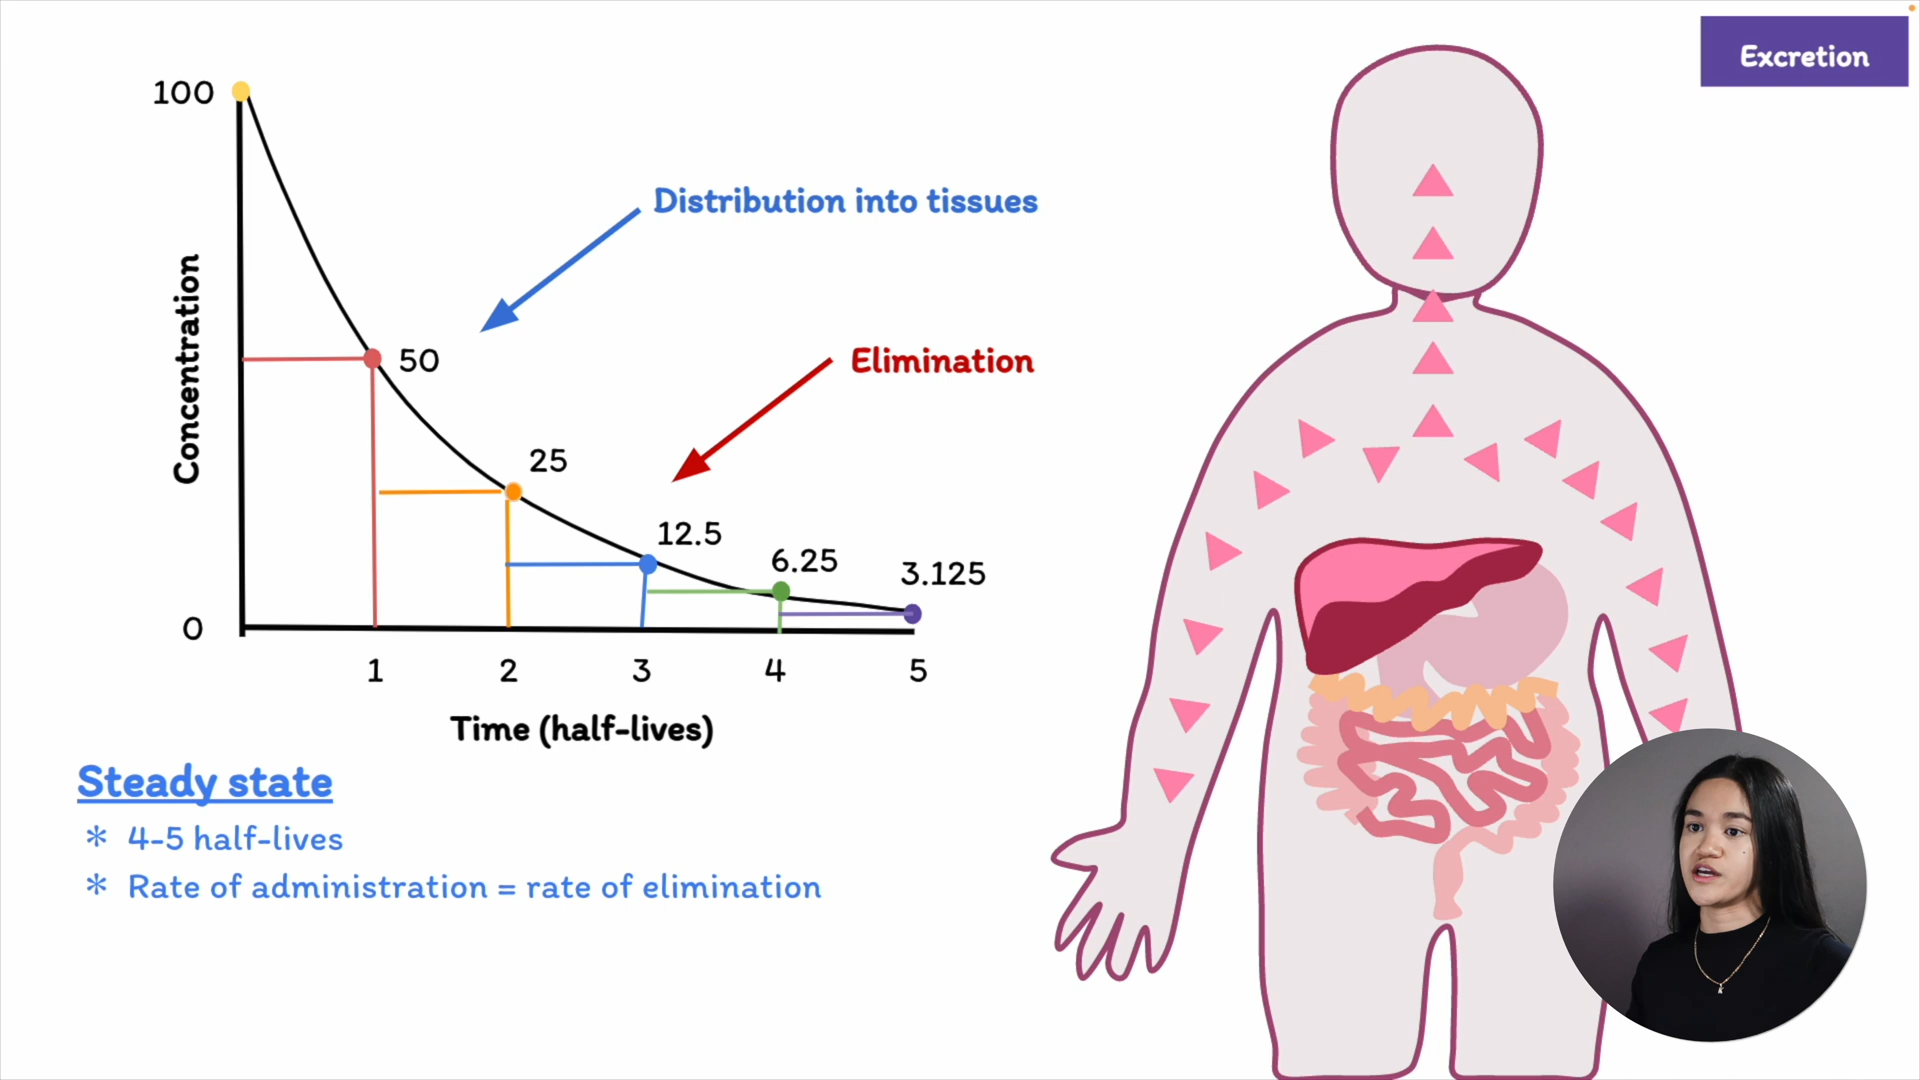 Excretion
100
Distribution into tissues
Concentration
50
Elimination
25
12.5
6.25
3.125
0
1 2 3 4 5
Time (half-lives)
Steady state
* 4-5 half-lives
* Rate of administration = rate of elimination